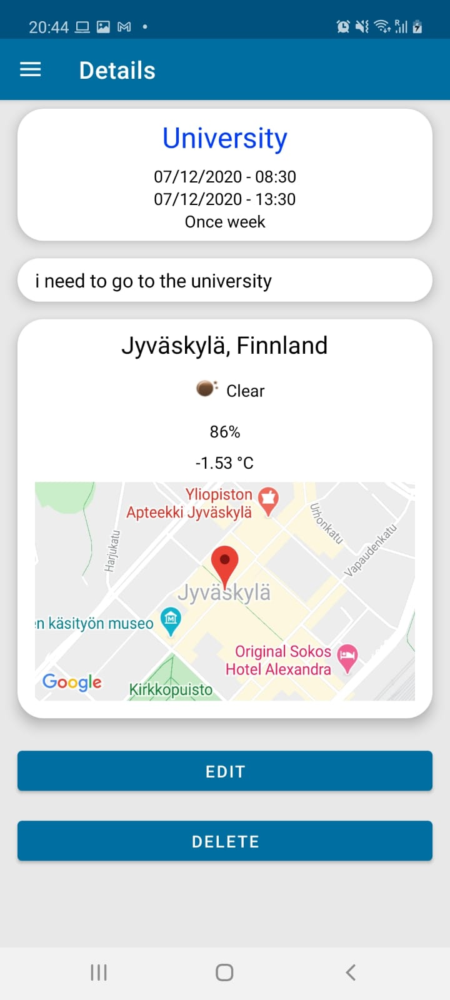 20:44
Details
University
07/12/2020 - 08:30
07/12/2020 - 13:30
Once week
i need to go to the university
Jyväskylä, Finnland
Clear
86%
-1.53 °C
Yliopiston
Apteekki Jyväskylä
Urhonkatu
Vapaudenkatu
Harjukatu
Jyväskylä
en käsityön museo
Original Sokos
Hotel Alexandra
Google
Kirkkopuisto
EDIT
DELETE